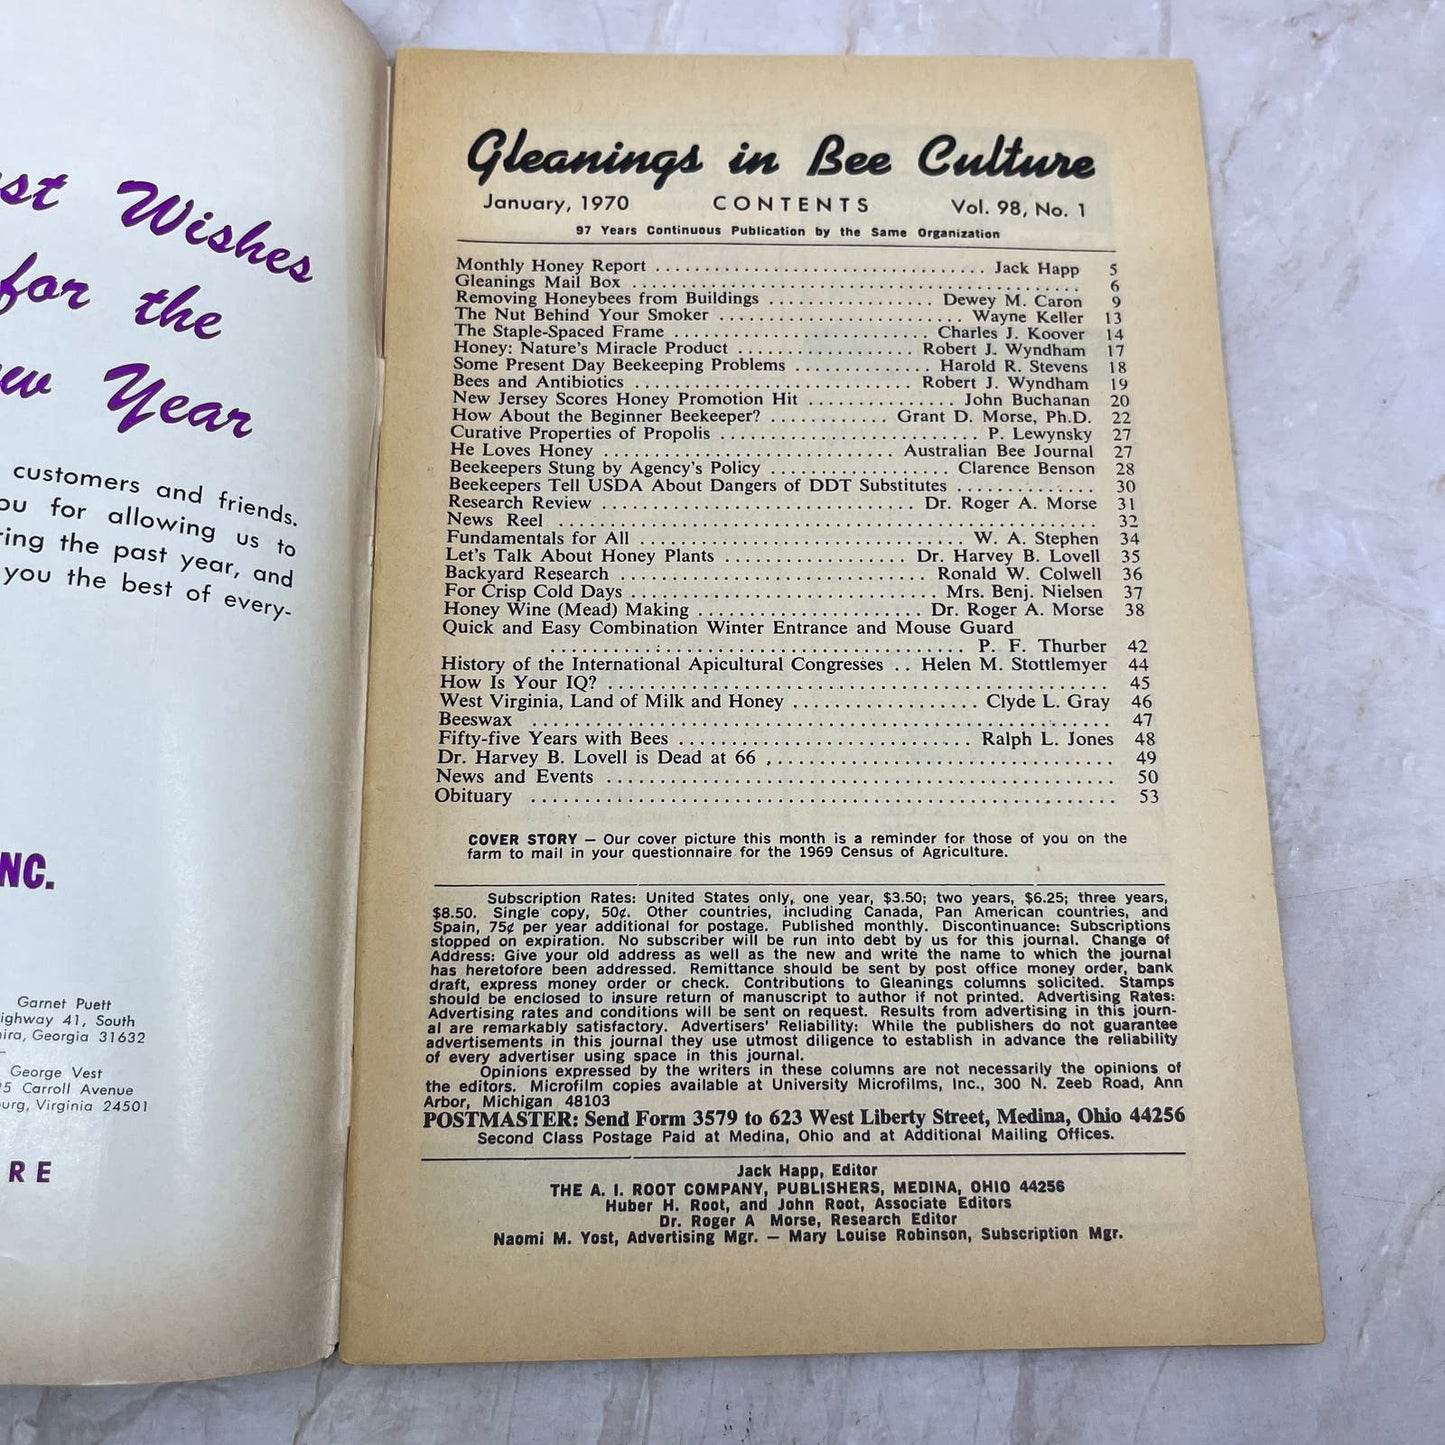 st Wishes
for the
w Year
customers and friends.
ou for allowing us to
ring the past year, and
you the best of every-
NC.
Garnet Puett
ighway 41, South
ira, Georgia 31632
George Vest
5 Carroll Avenue
burg, Virginia 24501
R E
Gleanings in Bee Culture
January, 1970 CONTENTS Vol. 98, No. 1
97 Years Continuous Publication by the Same Organization
Monthly Honey Report ........ Jack Happ 5
Gleanings Mail Box ........ 6
Removing Honeybees from Buildings ........ Dewey M. Caron 9
The Nut Behind Your Smoker ........ Wayne Keller 13
The Staple-Spaced Frame ........ Charles J. Koover 14
Honey: Nature's Miracle Product ........ Robert J. Wyndham 17
Some Present Day Beekeeping Problems ........ Harold R. Stevens 18
Bees and Antibiotics ........ Robert J. Wyndham 19
New Jersey Scores Honey Promotion Hit ........ John Buchanan 20
How About the Beginner Beekeeper? ........ Grant D. Morse, Ph.D. 22
Curative Properties of Propolis ........ P. Lewynsky 27
He Loves Honey ........ Australian Bee Journal 27
Beekeepers Stung by Agency's Policy ........ Clarence Benson 28
Beekeepers Tell USDA About Dangers of DDT Substitutes ........ 30
Research Review ........ Dr. Roger A. Morse 31
News Reel ........ 32
Fundamentals for All ........ W. A. Stephen 34
Let's Talk About Honey Plants ........ Dr. Harvey B. Lovell 35
Backyard Research ........ Ronald W. Colwell 36
For Crisp Cold Days ........ Mrs. Benj. Nielsen 37
Honey Wine (Mead) Making ........ Dr. Roger A. Morse 38
Quick and Easy Combination Winter Entrance and Mouse Guard
........ P. F. Thurber 42
History of the International Apicultural Congresses .. Helen M. Stottlemyer 44
How Is Your IQ? ........ 45
West Virginia, Land of Milk and Honey ........ Clyde L. Gray 46
Beeswax ........ 47
Fifty-five Years with Bees ........ Ralph L. Jones 48
Dr. Harvey B. Lovell is Dead at 66 ........ 49
News and Events ........ 50
Obituary ........ 53
COVER STORY — Our cover picture this month is a reminder for those of you on the
farm to mail in your questionnaire for the 1969 Census of Agriculture.
Subscription Rates: United States only, one year, $3.50; two years, $6.25; three years,
$8.50. Single copy, 50¢. Other countries, including Canada, Pan American countries, and
Spain, 75¢ per year additional for postage. Published monthly. Discontinuance: Subscriptions
stopped on expiration. No subscriber will be run into debt by us for this journal. Change of
Address: Give your old address as well as the new and write the name to which the journal
has heretofore been addressed. Remittance should be sent by post office money order, bank
draft, express money order or check. Contributions to Gleanings columns solicited. Stamps
should be enclosed to insure return of manuscript to author if not printed. Advertising Rates:
Advertising rates and conditions will be sent on request. Results from advertising in this journ-
al are remarkably satisfactory. Advertisers' Reliability: While the publishers do not guarantee
advertisements in this journal they use utmost diligence to establish in advance the reliability
of every advertiser using space in this journal.
Opinions expressed by the writers in these columns are not necessarily the opinions of
the editors. Microfilm copies available at University Microfilms, Inc., 300 N. Zeeb Road, Ann
Arbor, Michigan 48103
POSTMASTER: Send Form 3579 to 623 West Liberty Street, Medina, Ohio 44256
Second Class Postage Paid at Medina, Ohio and at Additional Mailing Offices.
Jack Happ, Editor
THE A. I. ROOT COMPANY, PUBLISHERS, MEDINA, OHIO 44256
Huber H. Root, and John Root, Associate Editors
Dr. Roger A Morse, Research Editor
Naomi M. Yost, Advertising Mgr. — Mary Louise Robinson, Subscription Mgr.